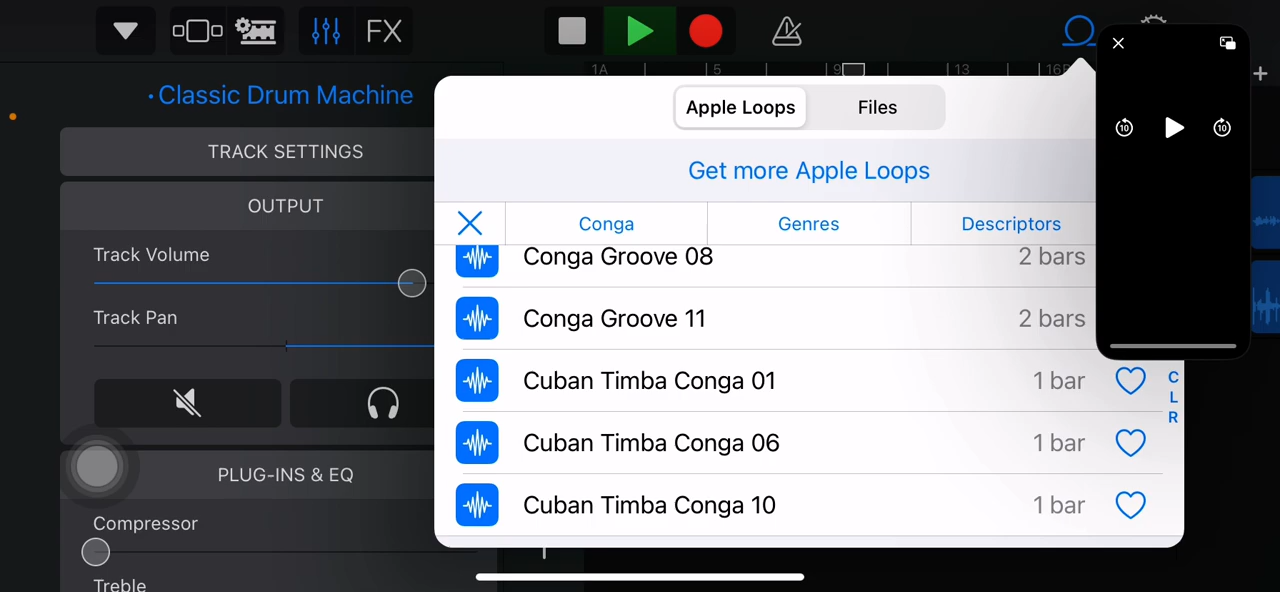 FX
1A
5
9
13
16B
Classic Drum Machine
TRACK SETTINGS
OUTPUT
Track Volume
Track Pan
PLUG-INS & EQ
Compressor
Treble
Apple Loops
Files
Get more Apple Loops
Conga
Genres
Descriptors
Conga Groove 08
2 bars
Conga Groove 11
2 bars
Cuban Timba Conga 01
1 bar
Cuban Timba Conga 06
1 bar
Cuban Timba Conga 10
1 bar
C
L
R
10
10